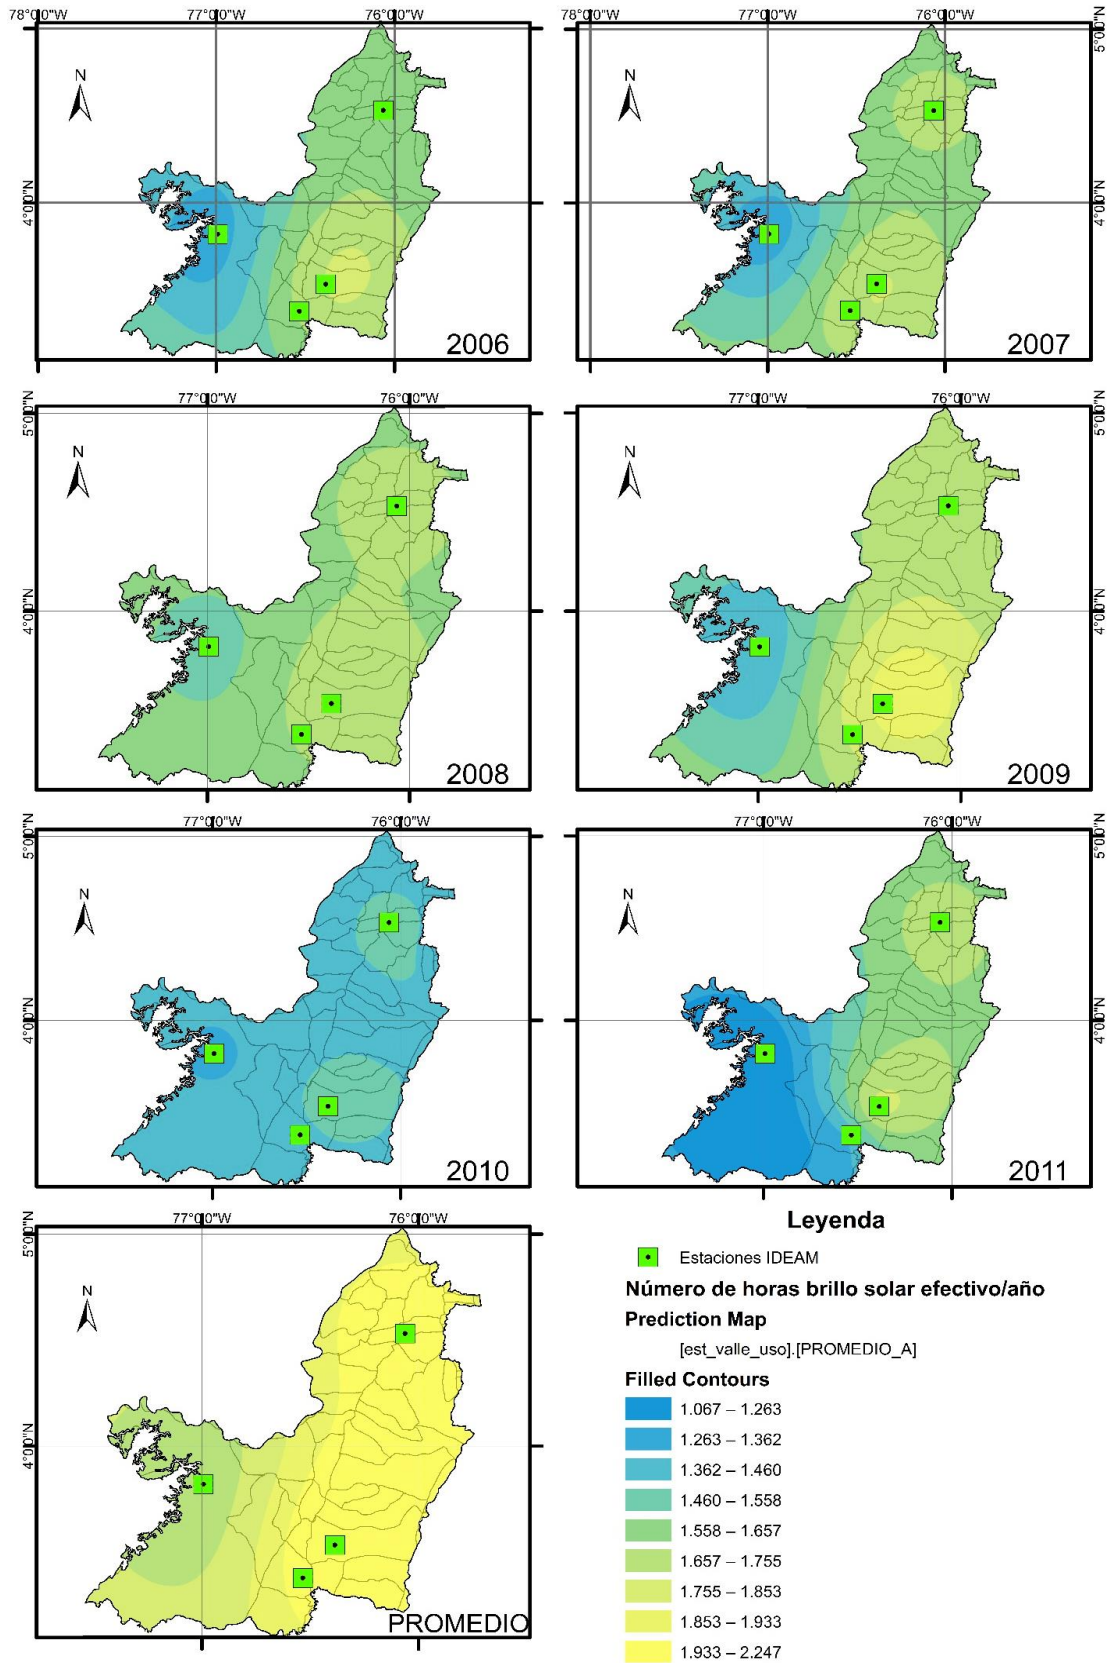 78°0'0"W 77°0'0"W 76°0'0"W
N
4°0'0"N
2006
78°0'0"W 77°0'0"W 76°0'0"W
5°0'0"N
N
4°0'0"N
2007
77°0'0"W 76°0'0"W
5°0'0"N
N
4°0'0"N
2008
77°0'0"W 76°0'0"W
5°0'0"N
N
4°0'0"N
2009
77°0'0"W 76°0'0"W
5°0'0"N
N
4°0'0"N
2010
77°0'0"W 76°0'0"W
5°0'0"N
N
4°0'0"N
2011
77°0'0"W 76°0'0"W
5°0'0"N
N
4°0'0"N
PROMEDIO
Leyenda
Estaciones IDEAM
Número de horas brillo solar efectivo/año
Prediction Map
[est_valle_uso].[PROMEDIO_A]
Filled Contours
1.067 – 1.263
1.263 – 1.362
1.362 – 1.460
1.460 – 1.558
1.558 – 1.657
1.657 – 1.755
1.755 – 1.853
1.853 – 1.933
1.933 – 2.247